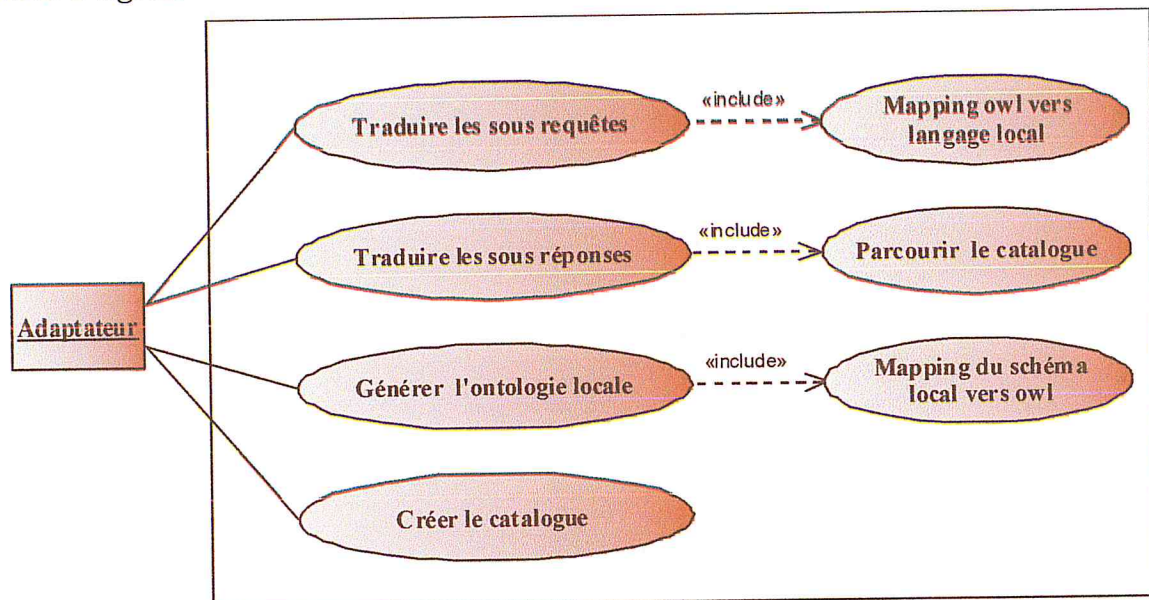 Traduire les sous requêtes
«include»
Mapping owl vers
langage local
Traduire les sous réponses
«include»
Parcourir le catalogue
Adaptateur
Générer l'ontologie locale
«include»
Mapping du schéma
local vers owl
Créer le catalogue